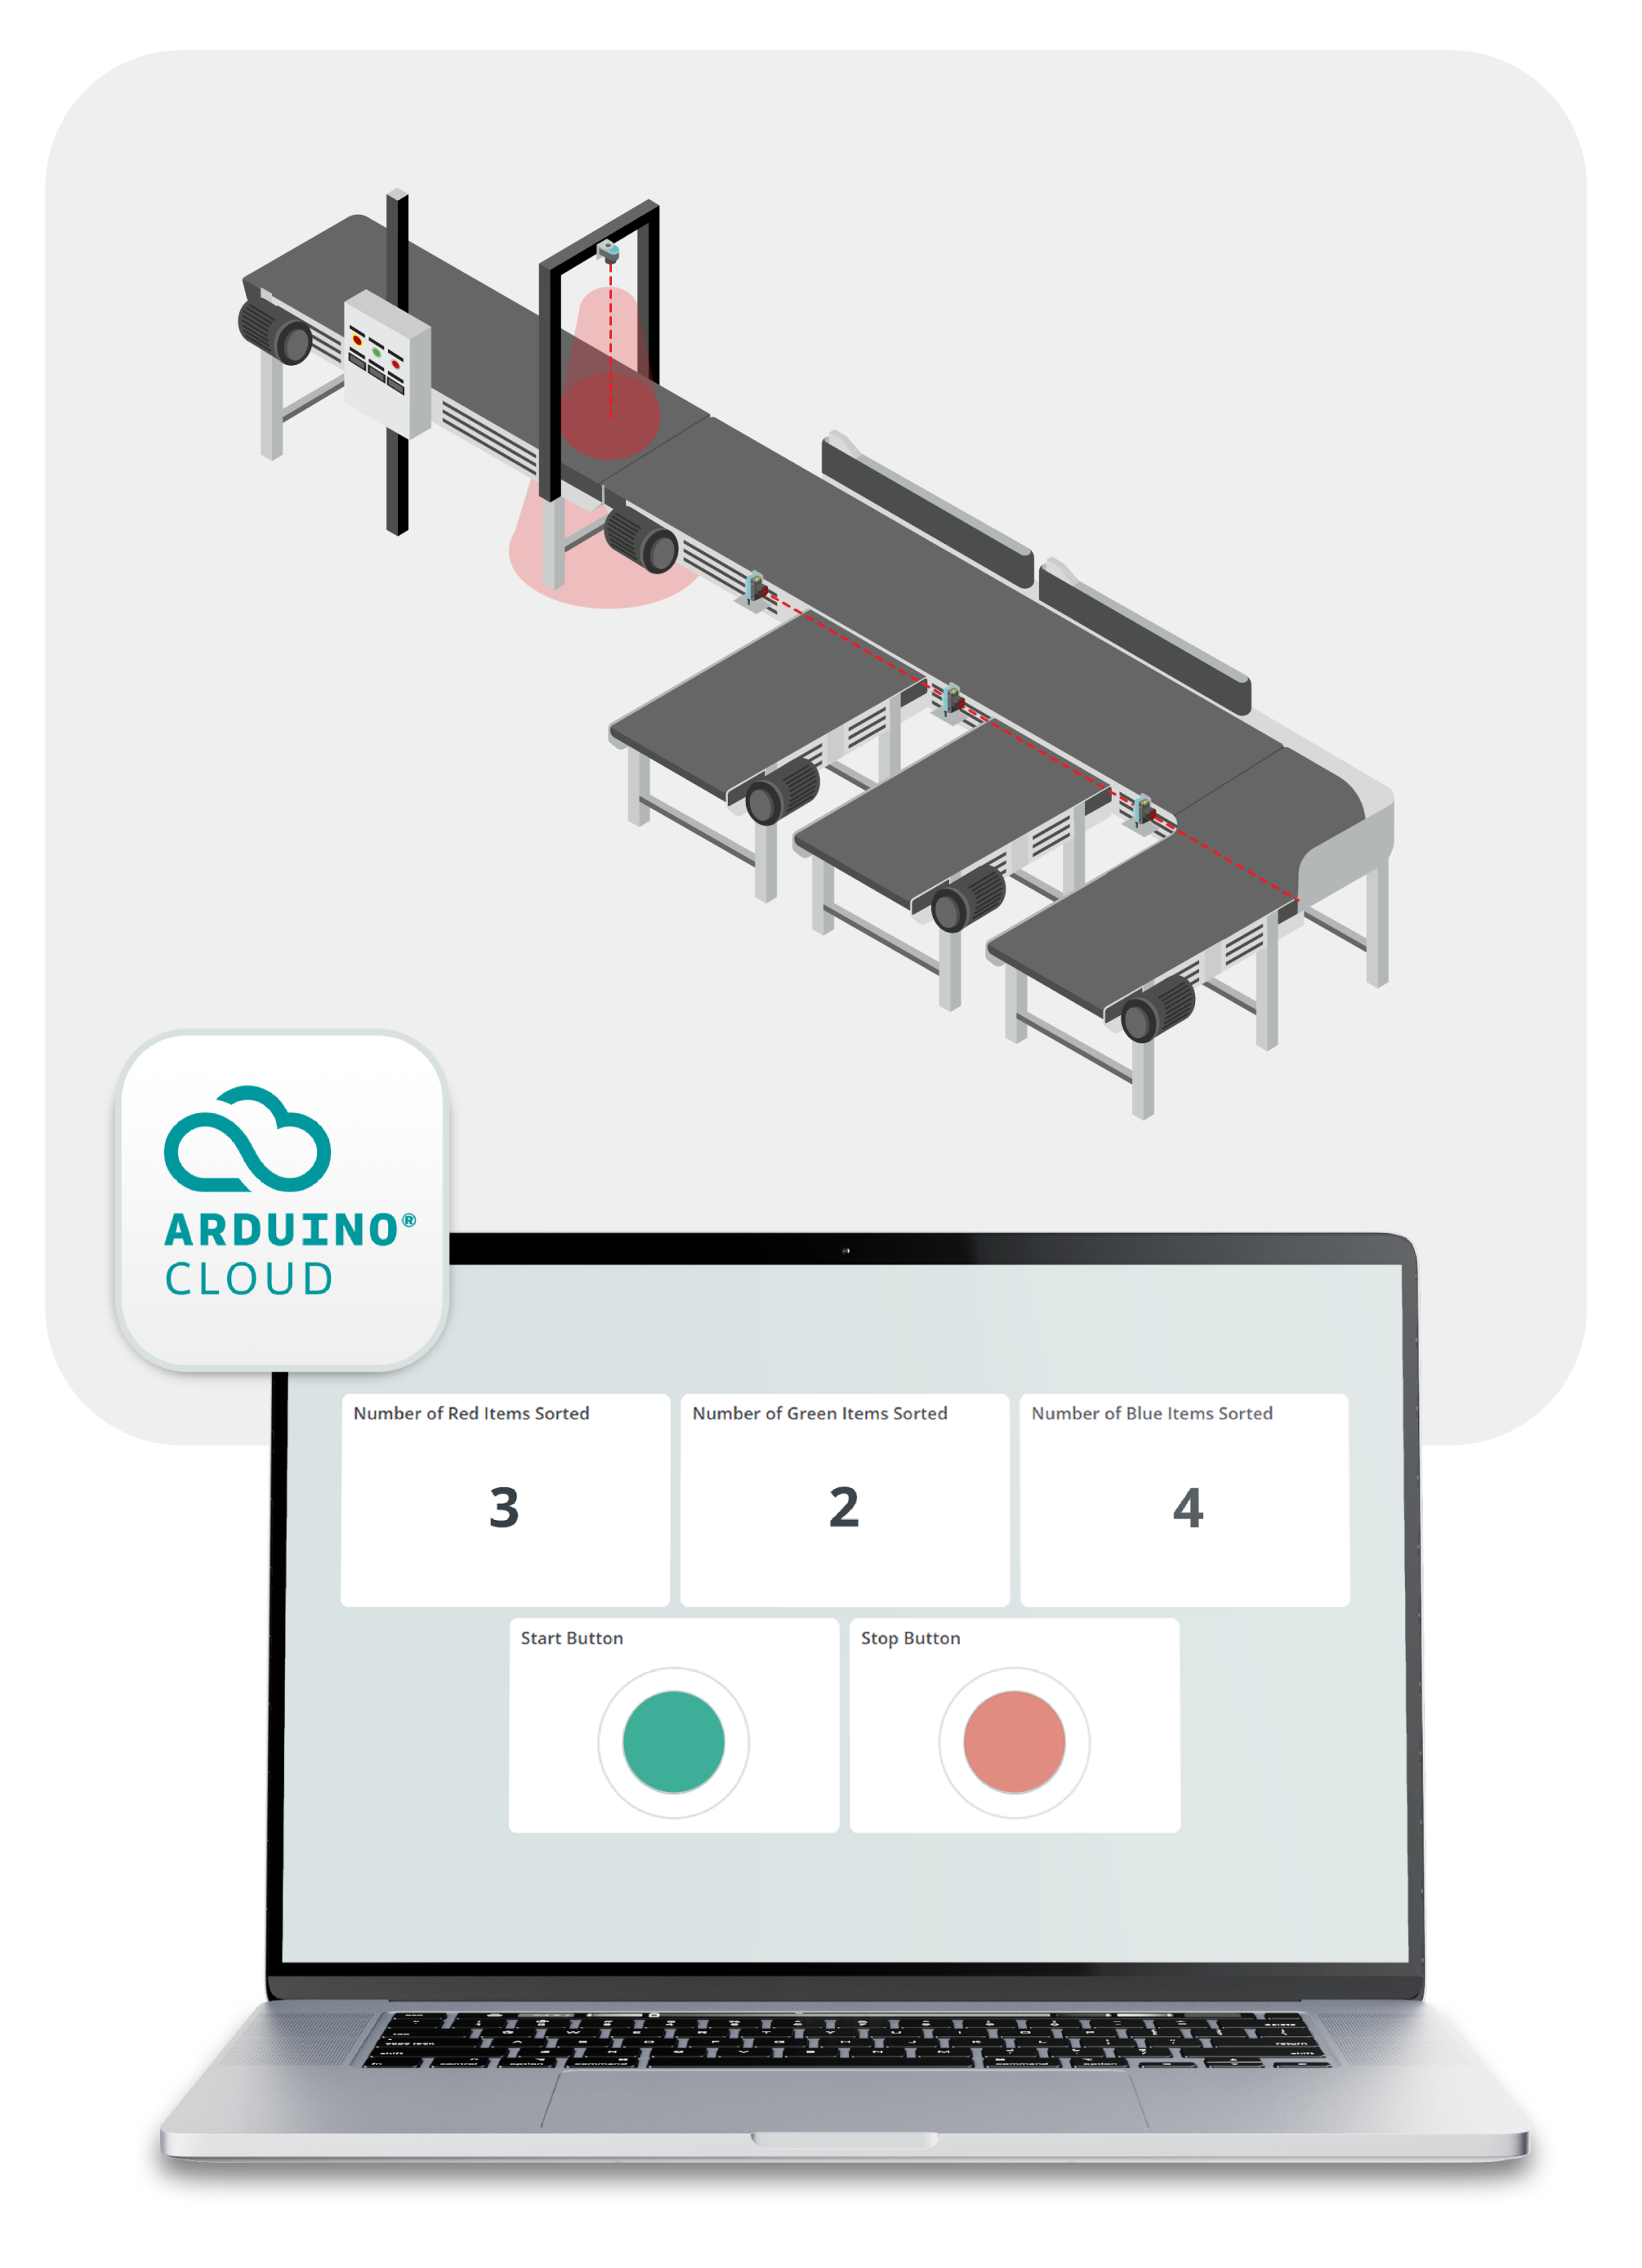 ARDUINO®
CLOUD
Number of Red Items Sorted
3
Number of Green Items Sorted
2
Number of Blue Items Sorted
4
Start Button
Stop Button